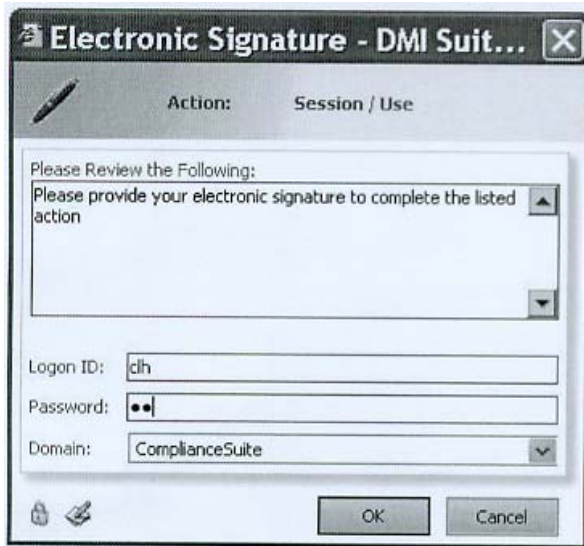 Electronic Signature - DMI Suit...
Action: Session / Use
Please Review the Following:
Please provide your electronic signature to complete the listed
action
Logon ID: clh
Password: ●●
Domain: ComplianceSuite
OK Cancel